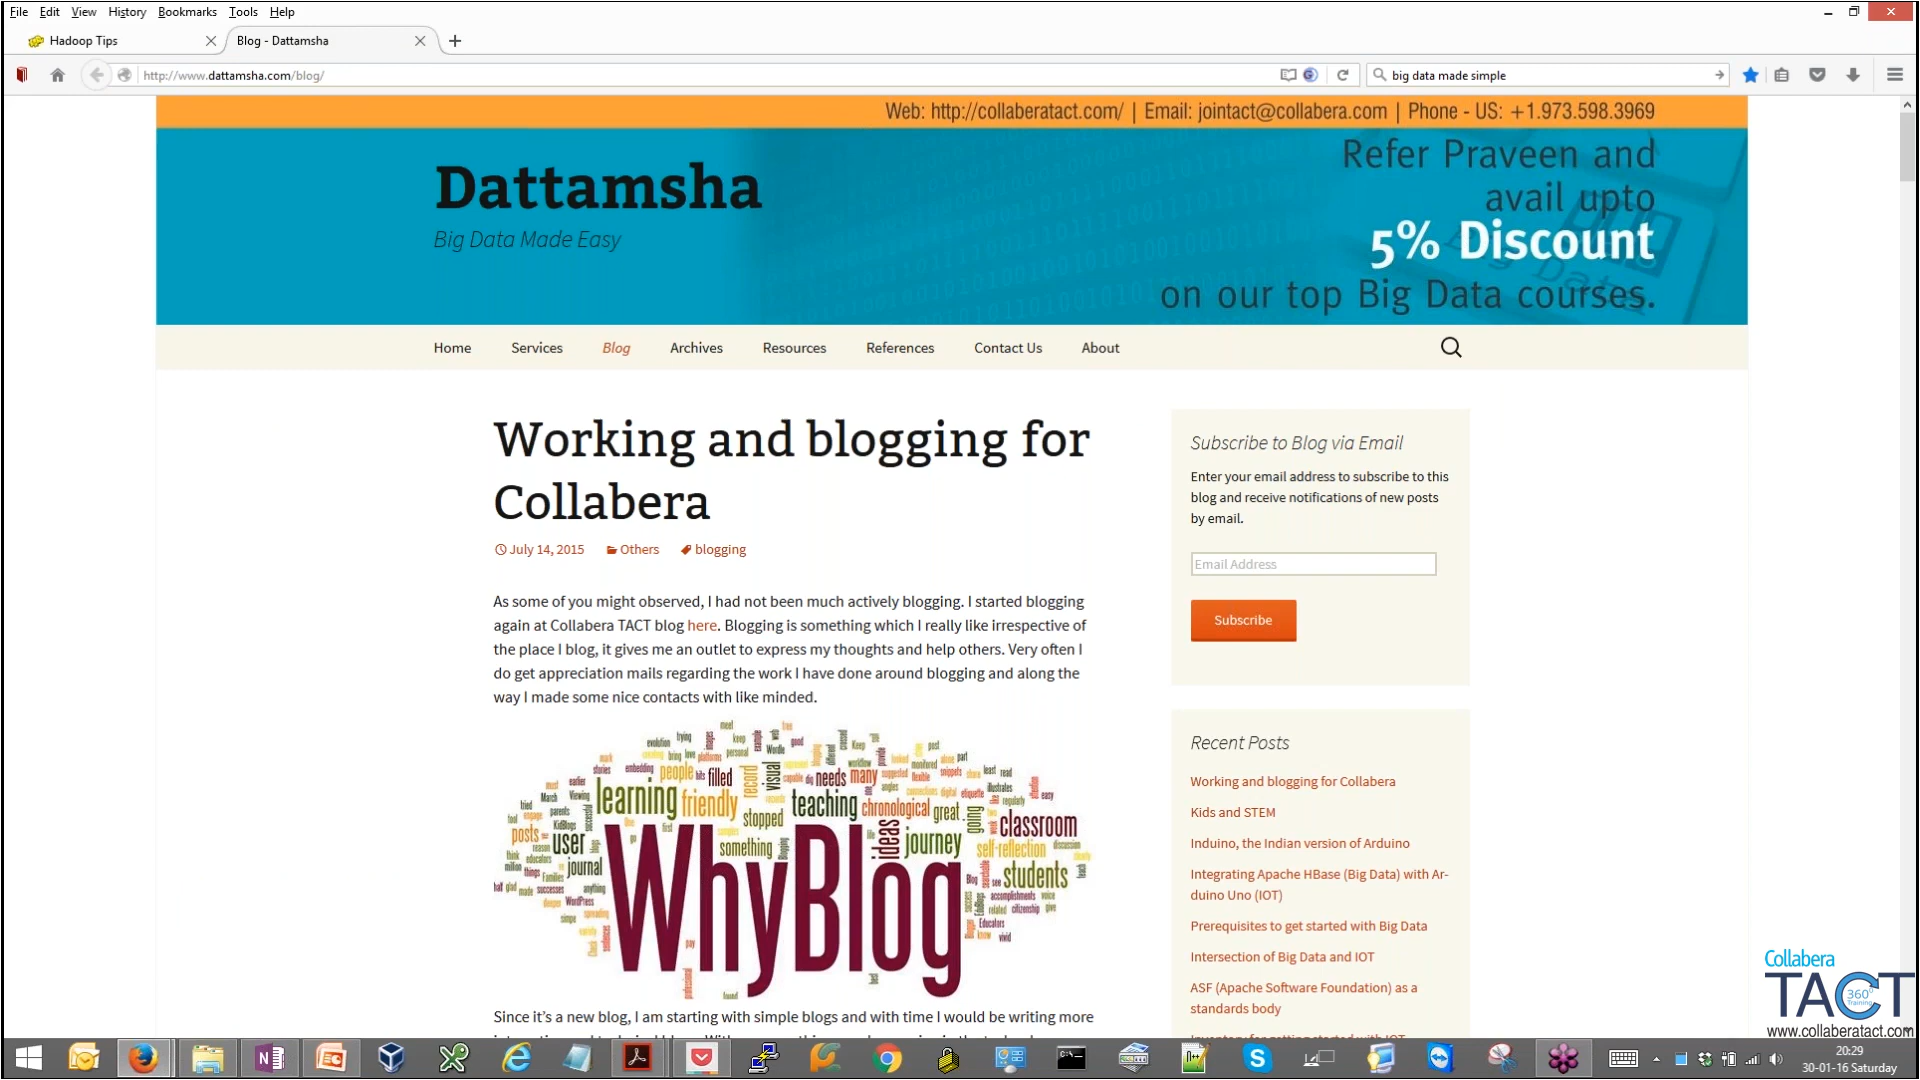 File Edit View History Bookmarks Tools Help
Hadoop Tips
Blog - Dattamsha
http://www.dattamsha.com/blog/
big data made simple
Web: http://collaberatact.com/ | Email: jointact@collabera.com | Phone - US: +1.973.598.3969
Dattamsha
Big Data Made Easy
Refer Praveen and
avail upto
5% Discount
on our top Big Data courses.
Home Services Blog Archives Resources References Contact Us About
Working and blogging for
Collabera
July 14, 2015 Others blogging
As some of you might observed, I had not been much actively blogging. I started blogging
again at Collabera TACT blog here. Blogging is something which I really like irrespective of
the place I blog, it gives me an outlet to express my thoughts and help others. Very often I
do get appreciation mails regarding the work I have done around blogging and along the
way I made some nice contacts with like minded.
learning friendly teaching chronological great going classroom
people filled record visual needs many
posts user journal something stopped ideas journey self-reflection students
WhyBlog
Since it's a new blog, I am starting with simple blogs and with time I would be writing more
Subscribe to Blog via Email
Enter your email address to subscribe to this
blog and receive notifications of new posts
by email.
Email Address
Subscribe
Recent Posts
Working and blogging for Collabera
Kids and STEM
Induino, the Indian version of Arduino
Integrating Apache HBase (Big Data) with Ar-
duino Uno (IOT)
Prerequisites to get started with Big Data
Intersection of Big Data and IOT
ASF (Apache Software Foundation) as a
standards body
Collabera
TACT
360°
Training
www.collaberatact.com
20:29
30-01-16 Saturday